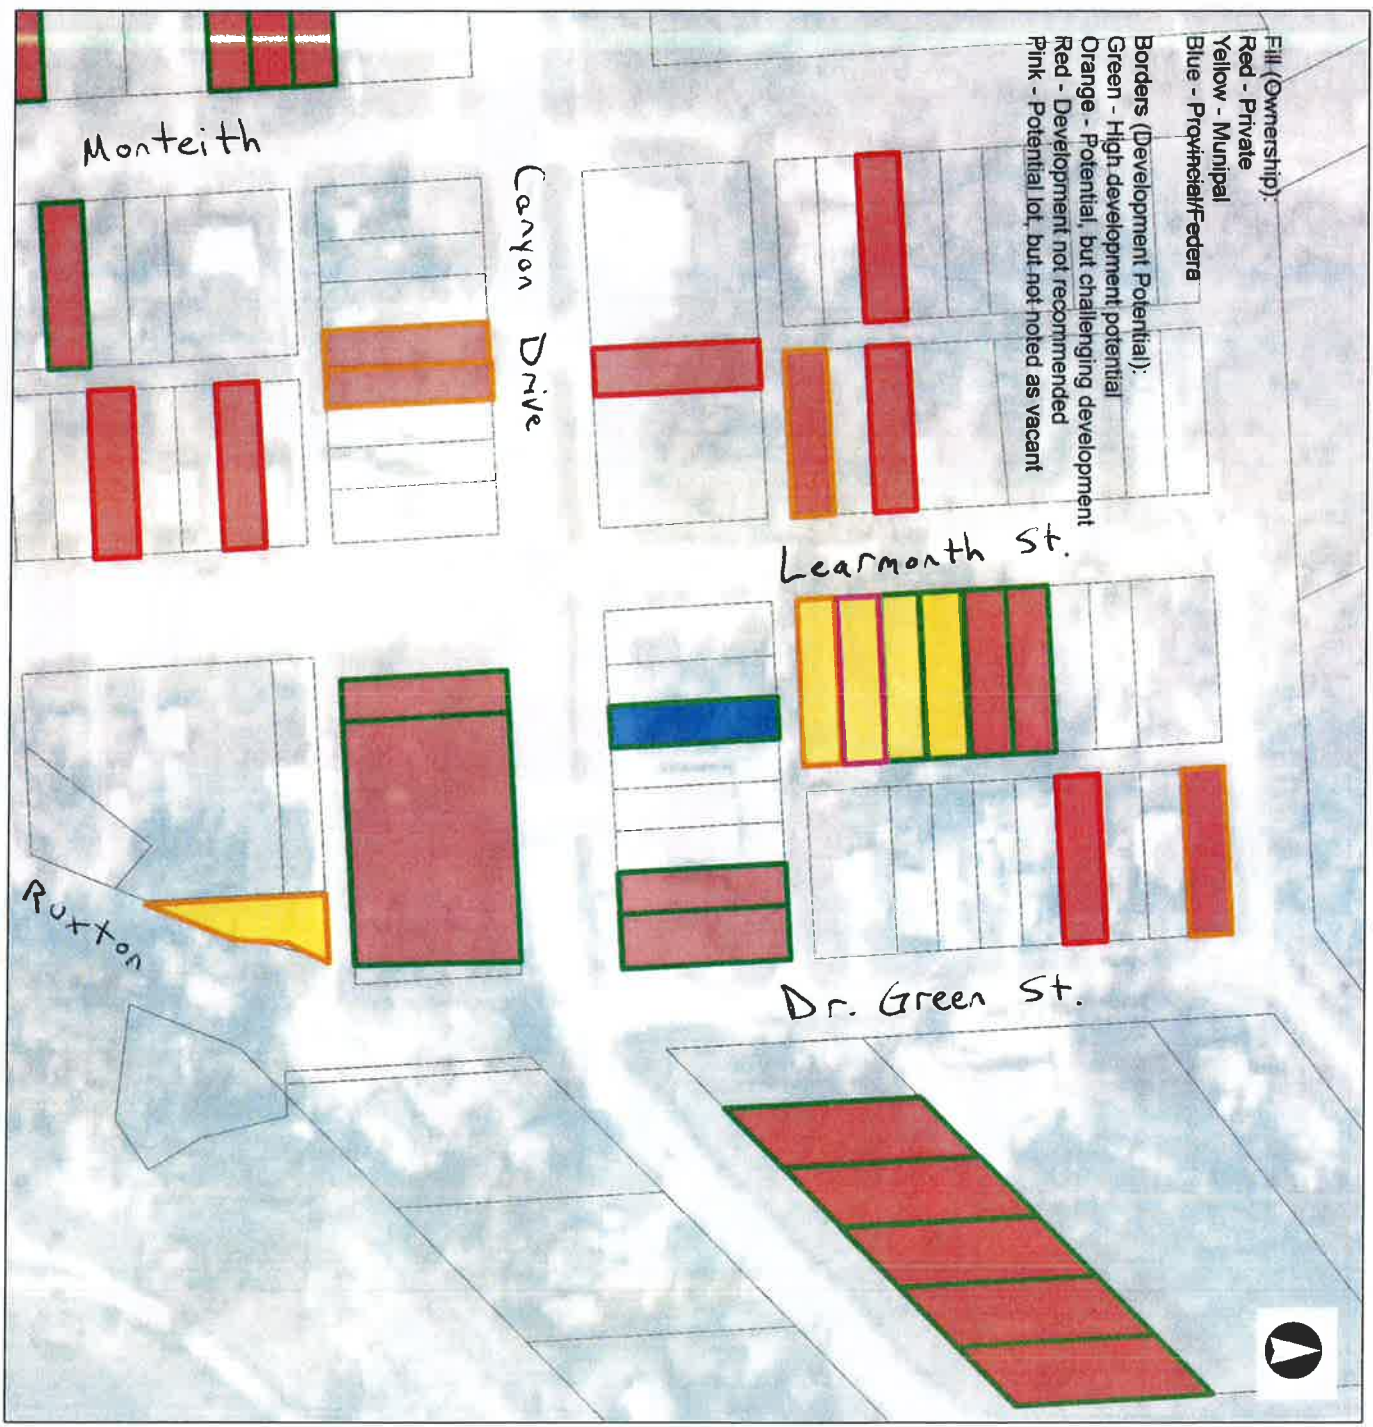 Fill (Ownership):
Red - Private
Yellow - Munipal
Blue - Provincial/Federa
Borders (Development Potential):
Green - High development potential
Orange - Potential, but challenging development
Red - Development not recommended
Pink - Potential lot, but not noted as vacant
Monteith
Canyon Drive
Learmonth St.
Ruxton
Dr. Green St.